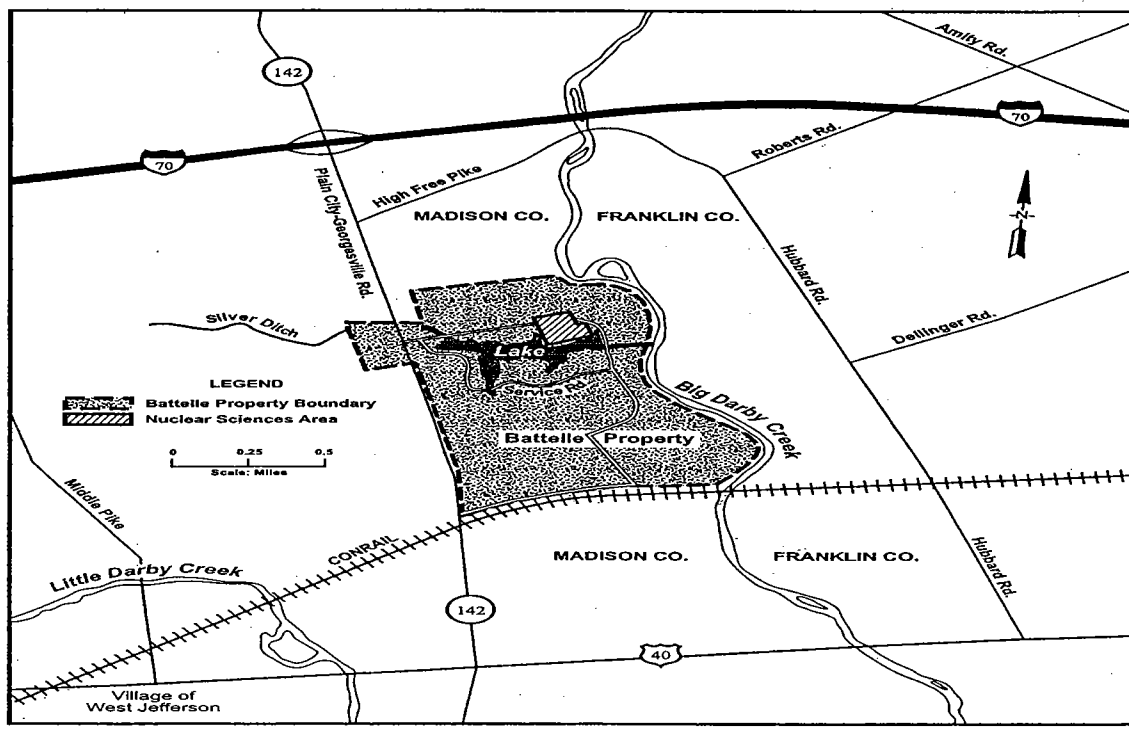 142
Amity Rd.
70
Roberts Rd.
70
Plain City-Georgesville Rd.
High Free Pike
MADISON CO.
FRANKLIN CO.
N
Hubbard Rd.
Silver Ditch
Dellinger Rd.
Lake
Service Rd.
LEGEND
Battelle Property Boundary
Nuclear Sciences Area
Big Darby Creek
Battelle Property
0 0.25 0.5
Scale: Miles
Middle Pike
CONRAIL
MADISON CO.
FRANKLIN CO.
Hubbard Rd.
Little Darby Creek
142
40
Village of
West Jefferson